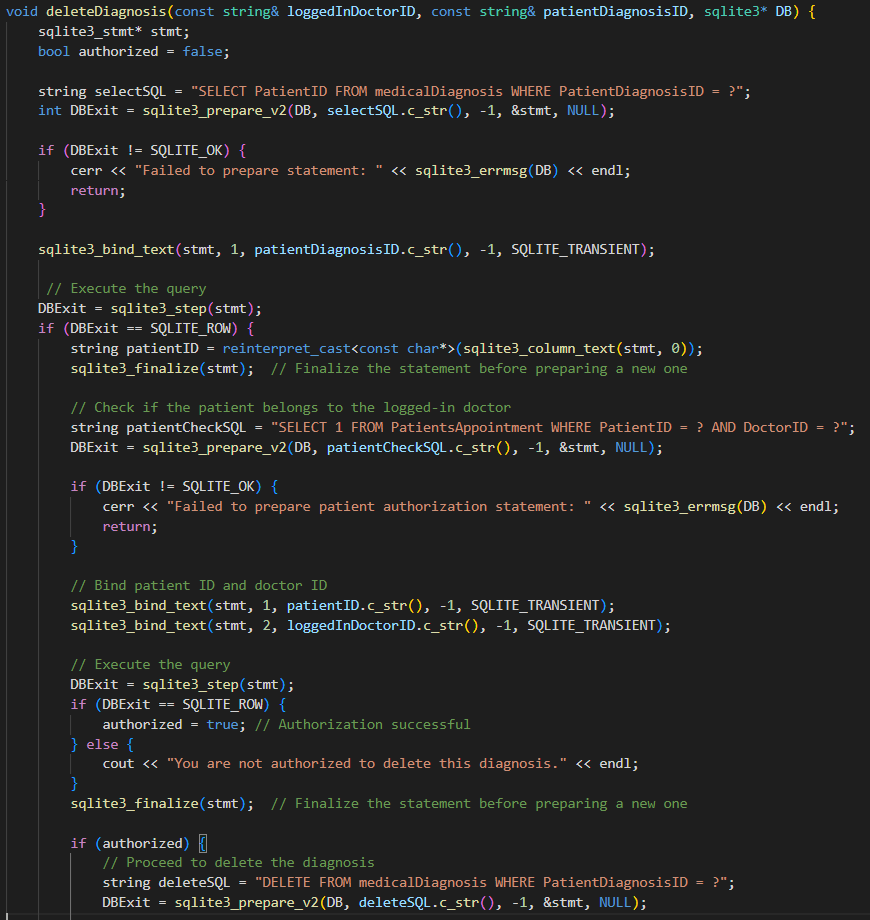 void deleteDiagnosis(const string& loggedInDoctorID, const string& patientDiagnosisID, sqlite3* DB) {
    sqlite3_stmt* stmt;
    bool authorized = false;

    string selectSQL = "SELECT PatientID FROM medicalDiagnosis WHERE PatientDiagnosisID = ?";
    int DBExit = sqlite3_prepare_v2(DB, selectSQL.c_str(), -1, &stmt, NULL);

    if (DBExit != SQLITE_OK) {
        cerr << "Failed to prepare statement: " << sqlite3_errmsg(DB) << endl;
        return;
    }

    sqlite3_bind_text(stmt, 1, patientDiagnosisID.c_str(), -1, SQLITE_TRANSIENT);

     // Execute the query
    DBExit = sqlite3_step(stmt);
    if (DBExit == SQLITE_ROW) {
        string patientID = reinterpret_cast<const char*>(sqlite3_column_text(stmt, 0));
        sqlite3_finalize(stmt);  // Finalize the statement before preparing a new one

        // Check if the patient belongs to the logged-in doctor
        string patientCheckSQL = "SELECT 1 FROM PatientsAppointment WHERE PatientID = ? AND DoctorID = ?";
        DBExit = sqlite3_prepare_v2(DB, patientCheckSQL.c_str(), -1, &stmt, NULL);

        if (DBExit != SQLITE_OK) {
            cerr << "Failed to prepare patient authorization statement: " << sqlite3_errmsg(DB) << endl;
            return;
        }

        // Bind patient ID and doctor ID
        sqlite3_bind_text(stmt, 1, patientID.c_str(), -1, SQLITE_TRANSIENT);
        sqlite3_bind_text(stmt, 2, loggedInDoctorID.c_str(), -1, SQLITE_TRANSIENT);

        // Execute the query
        DBExit = sqlite3_step(stmt);
        if (DBExit == SQLITE_ROW) {
            authorized = true; // Authorization successful
        } else {
            cout << "You are not authorized to delete this diagnosis." << endl;
        }
        sqlite3_finalize(stmt);  // Finalize the statement before preparing a new one

        if (authorized) {
            // Proceed to delete the diagnosis
            string deleteSQL = "DELETE FROM medicalDiagnosis WHERE PatientDiagnosisID = ?";
            DBExit = sqlite3_prepare_v2(DB, deleteSQL.c_str(), -1, &stmt, NULL);